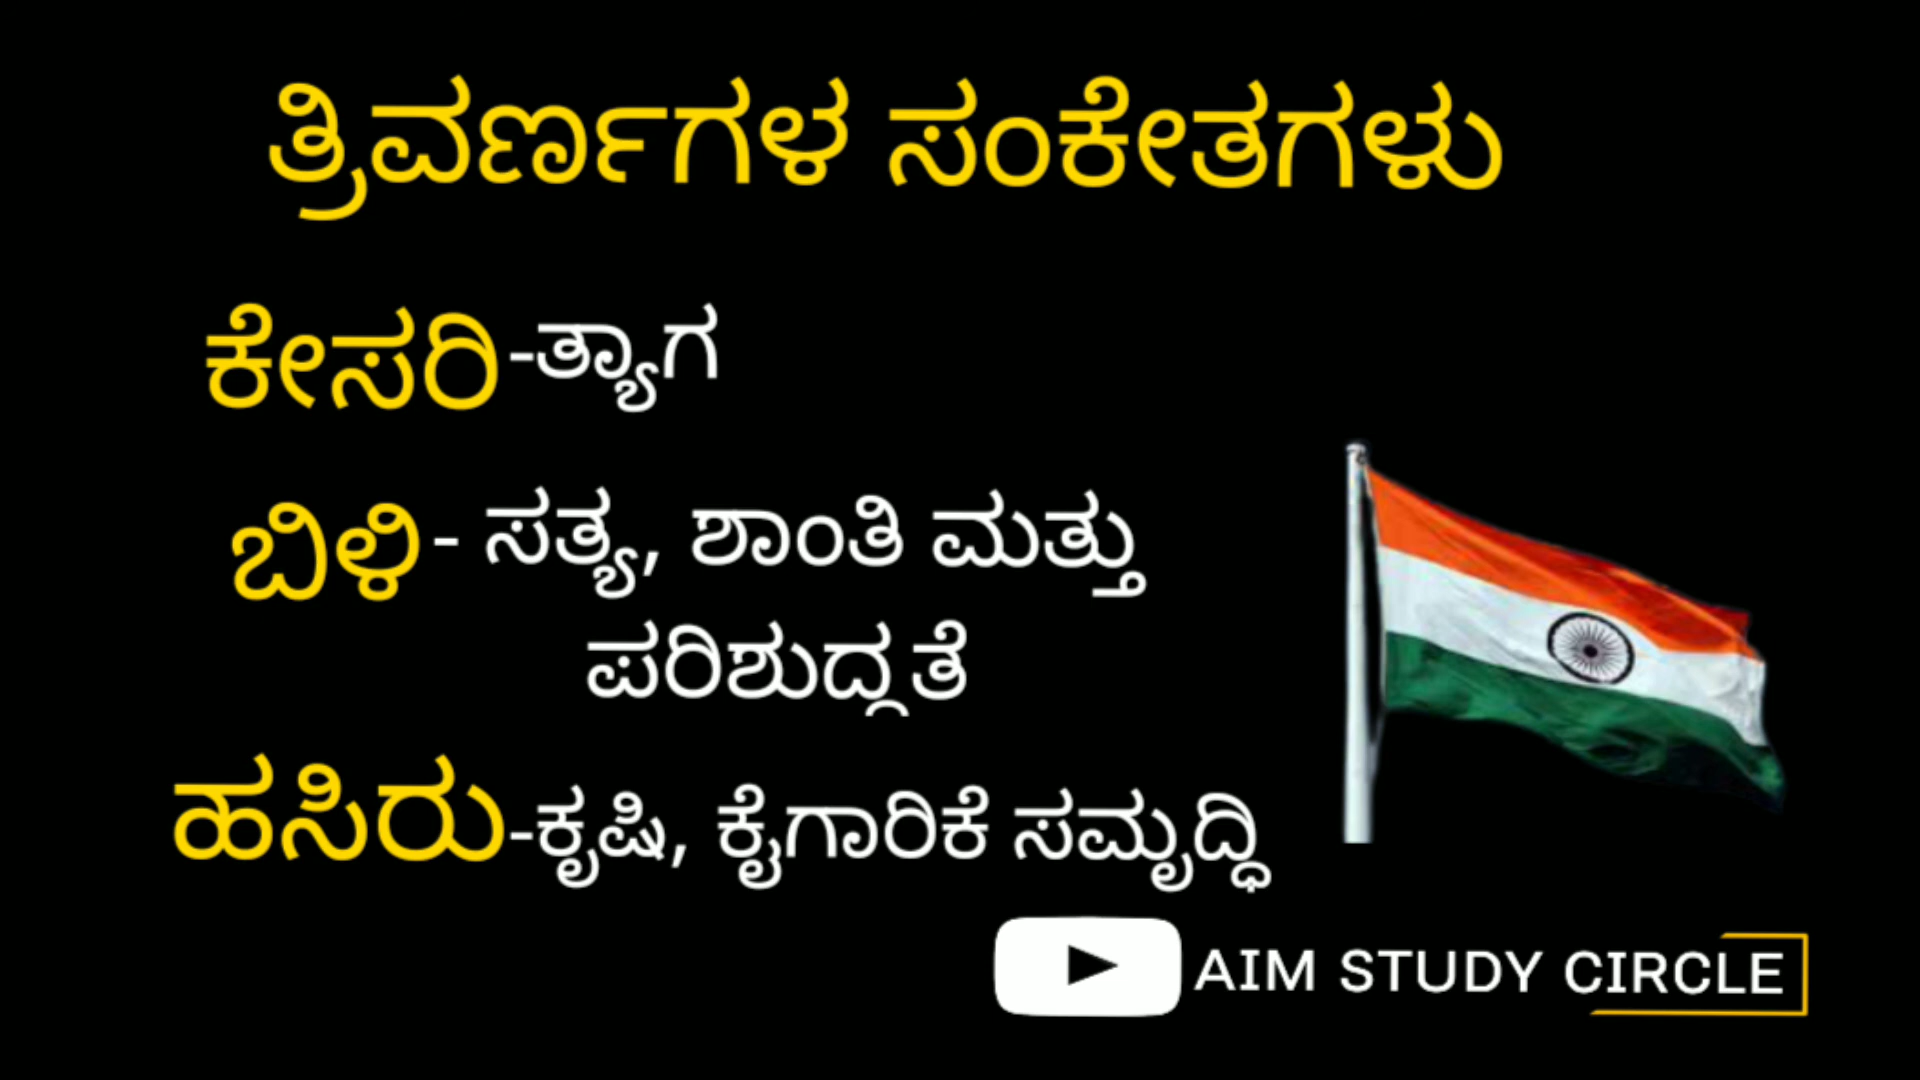 ತ್ರಿವರ್ಣಗಳ ಸಂಕೇತಗಳು
ಕೇಸರಿ-ತ್ಯಾಗ
ಬಿಳಿ- ಸತ್ಯ, ಶಾಂತಿ ಮತ್ತು
ಪರಿಶುದ್ಧತೆ
ಹಸಿರು-ಕೃಷಿ, ಕೈಗಾರಿಕೆ ಸಮೃದ್ಧಿ
AIM STUDY CIRCLE